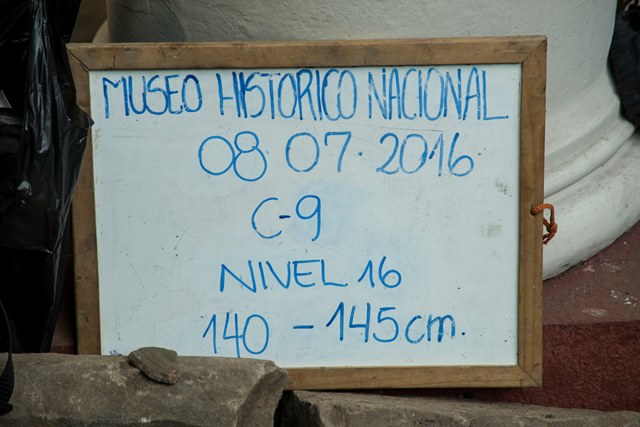 MUSEO HISTORICO NACIONAL
08 07. 2016
C-9
NIVEL 16
140 - 145cm.